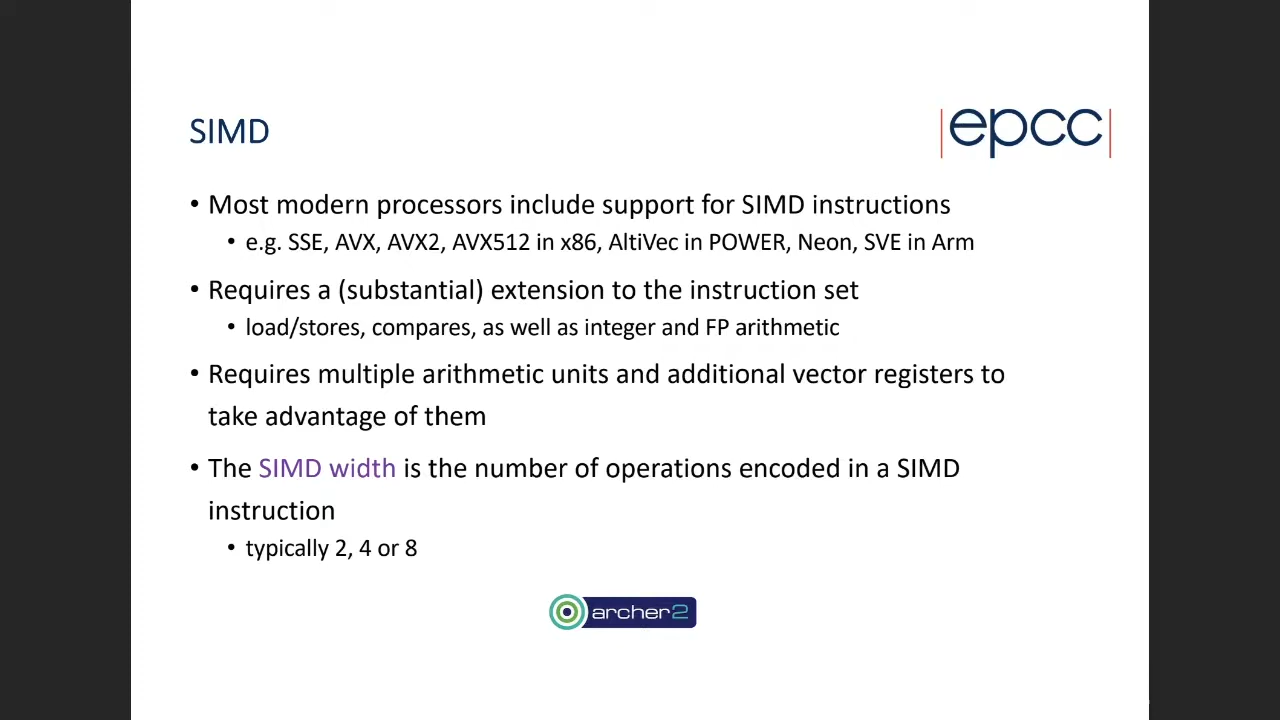 SIMD
|epcc|
• Most modern processors include support for SIMD instructions
• e.g. SSE, AVX, AVX2, AVX512 in x86, AltiVec in POWER, Neon, SVE in Arm
• Requires a (substantial) extension to the instruction set
• load/stores, compares, as well as integer and FP arithmetic
• Requires multiple arithmetic units and additional vector registers to
take advantage of them
• The SIMD width is the number of operations encoded in a SIMD
instruction
• typically 2, 4 or 8
archer2